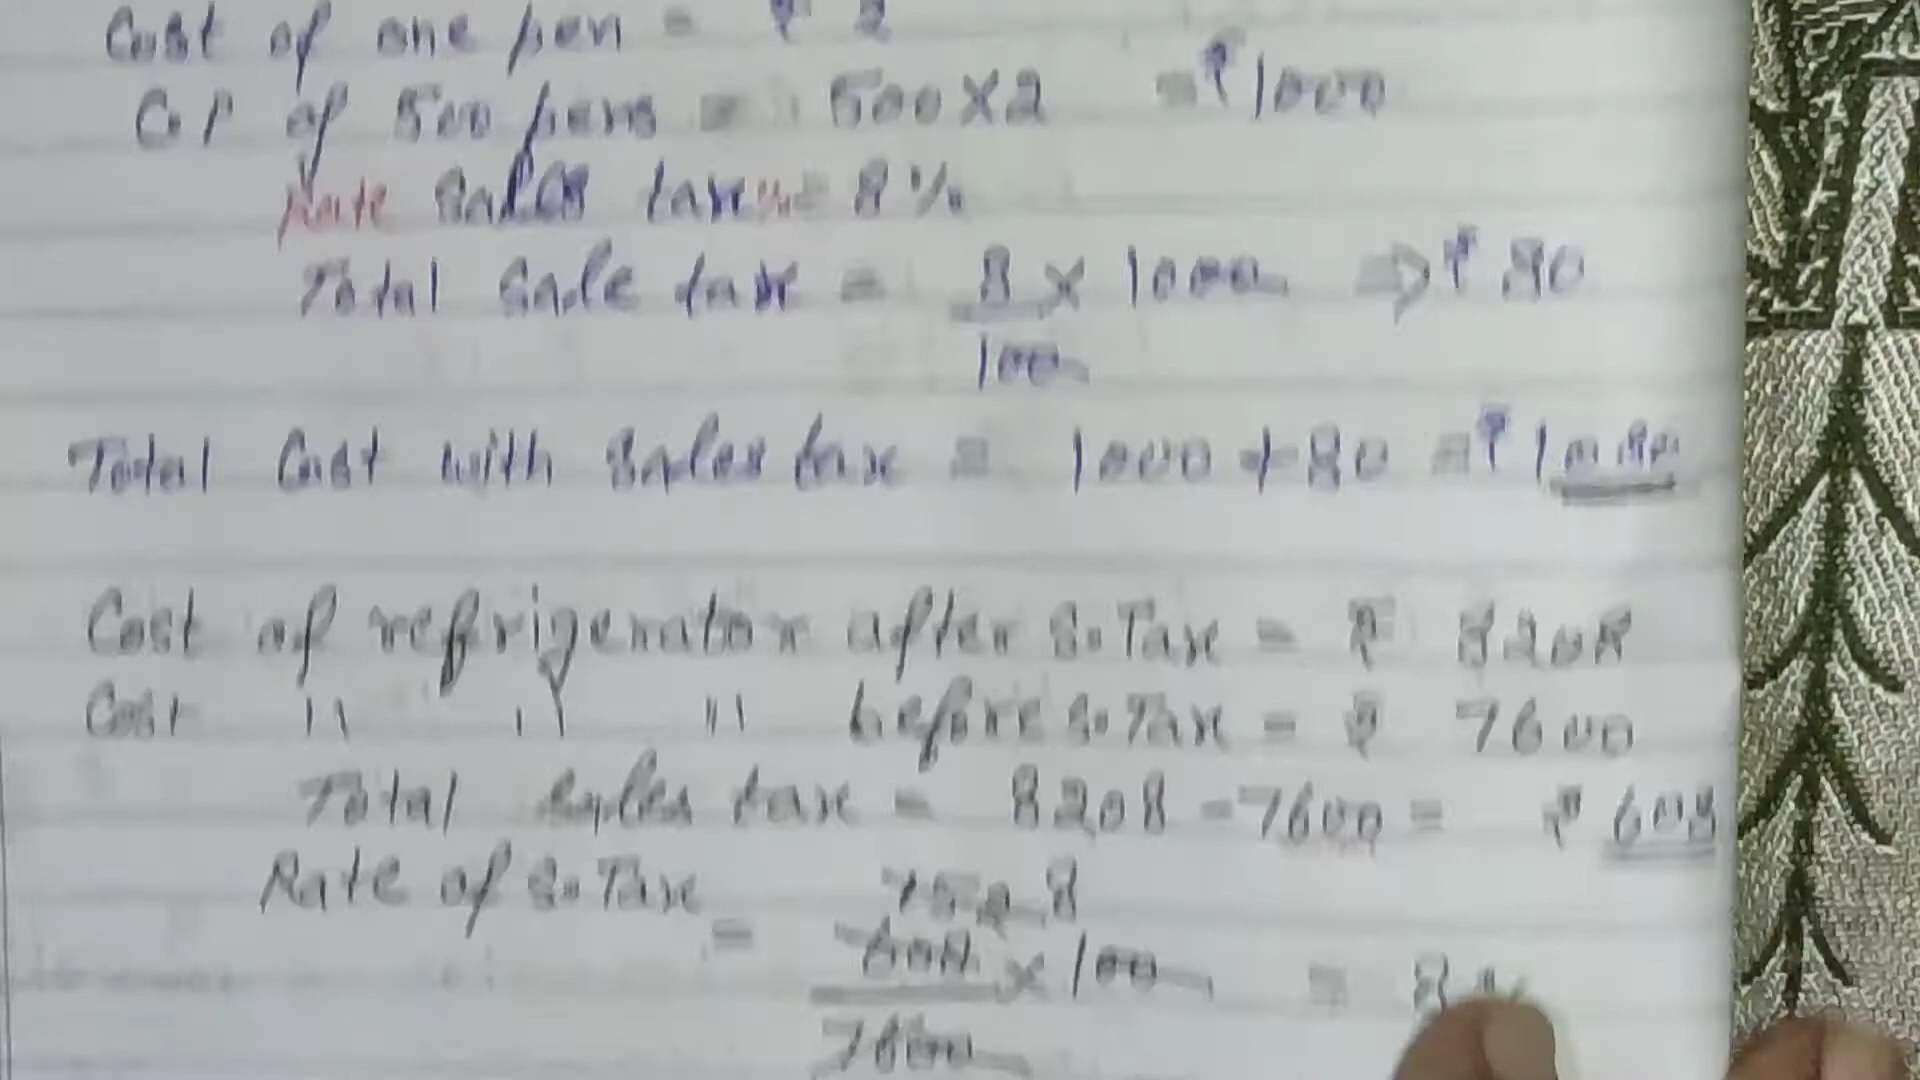 Cost of one pen = ₹ 2
C.P of 500 pens = 500 x 2 = ₹ 1000
Rate Sales tax = 8 %
Total Sale tax = 8/100 x 1000 ⇒ ₹ 80
Total Cost with Sales tax = 1000 + 80 = ₹ 1080
Cost of refrigerator after S. Tax = ₹ 8208
Cost " " " before S. Tax = ₹ 7600
Total Sales tax = 8208 - 7600 = ₹ 608
Rate of S. Tax = 608/7600 x 100 = 8 %